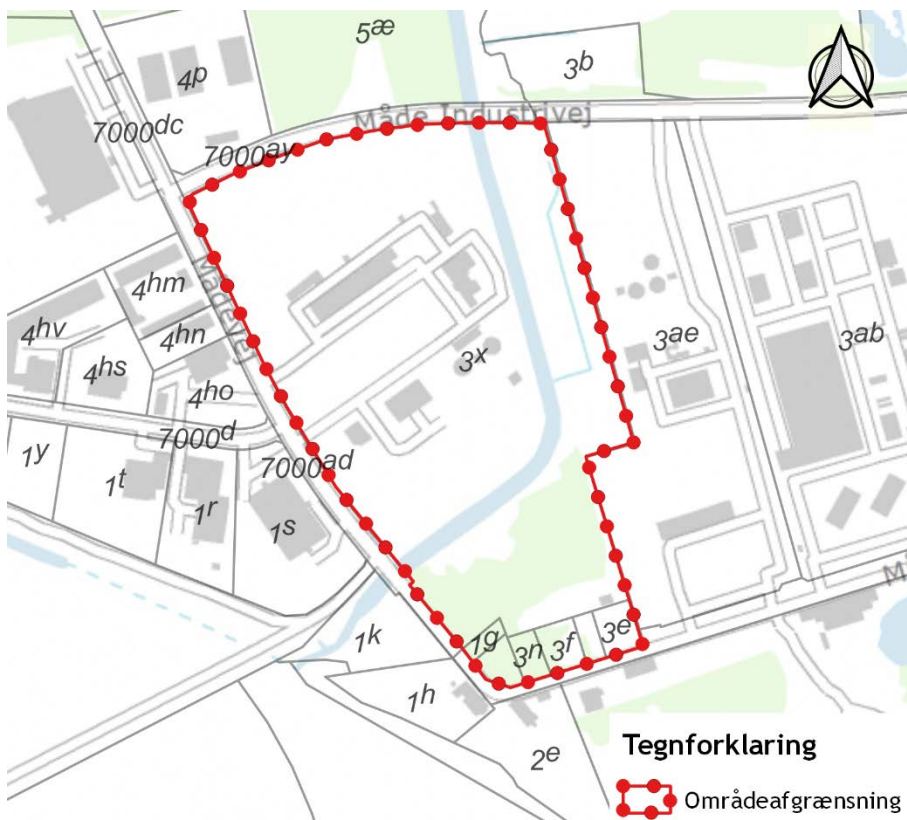 5æ
4p
3b
7000dc
Måde Industrivej
7000ay
4hm
Mådevej
4hv
4hn
4hs
3x
3ae
3ab
4ho
7000d
7000ad
1y
1t
1r
1s
1k
1g
3n
3f
3e
1h
2e
Tegnforklaring
Områdeafgrænsning